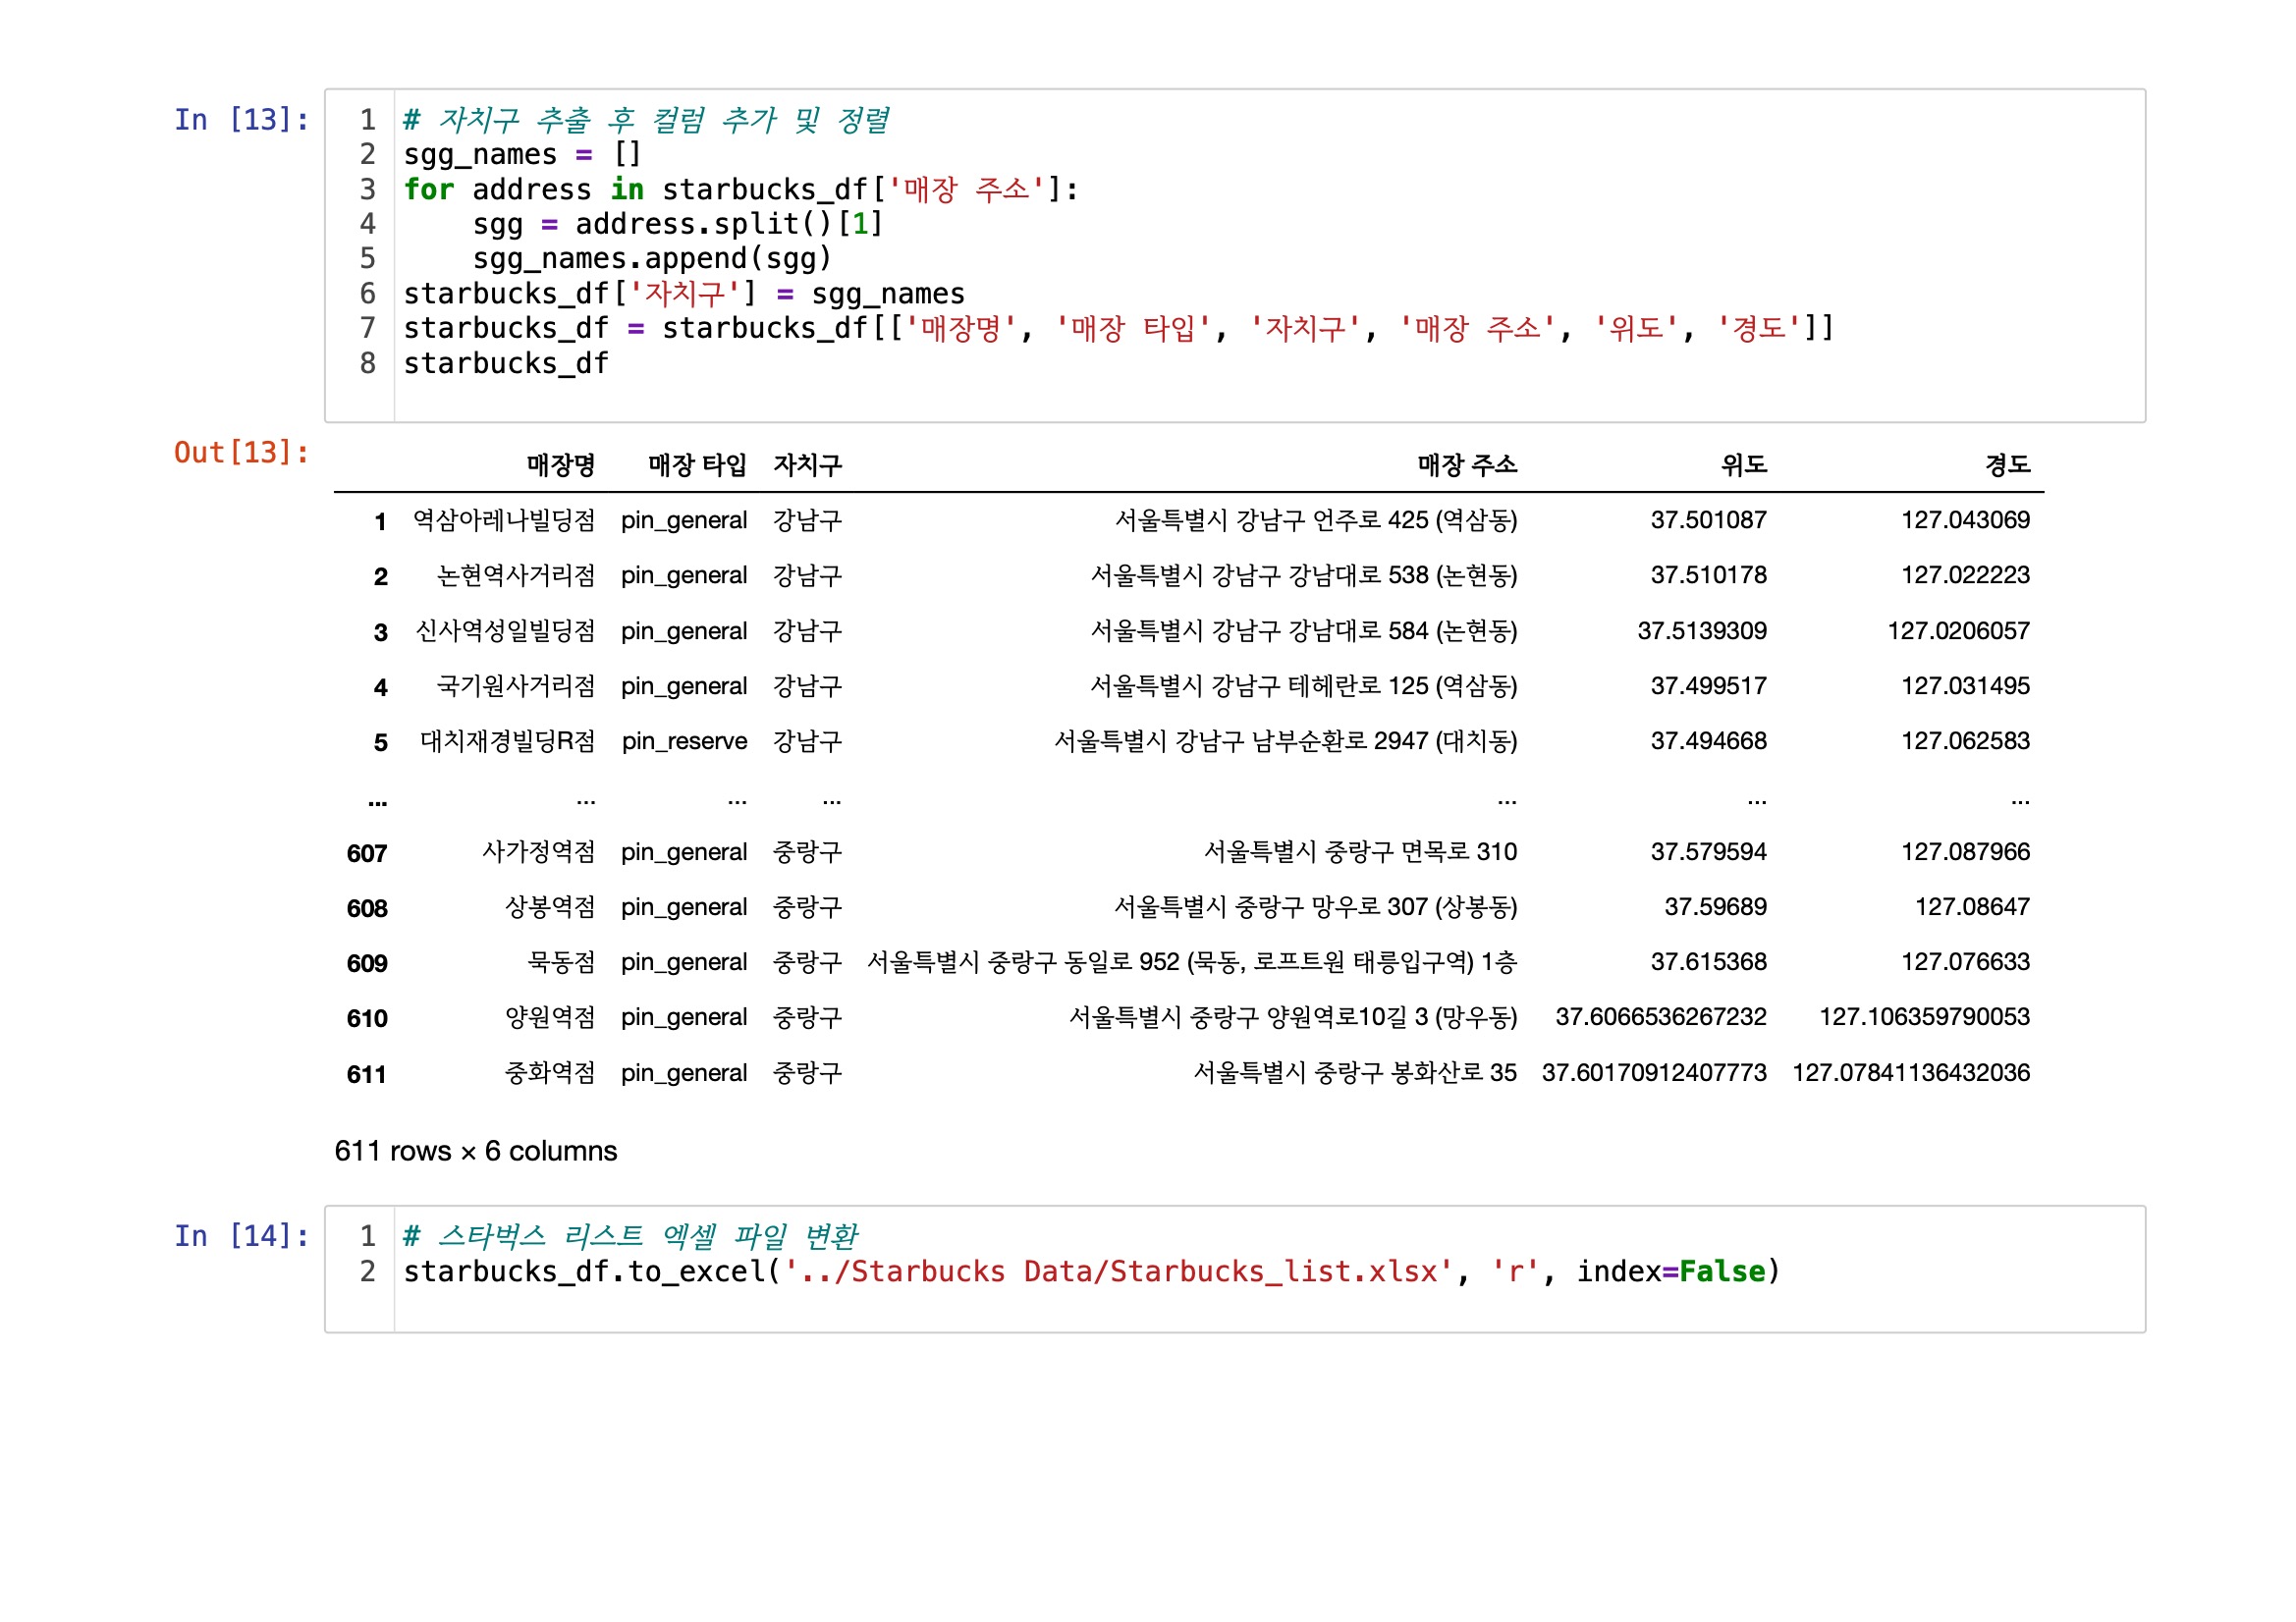 In [13]:
1 # 자치구 추출 후 컬럼 추가 및 정렬
2 sgg_names = []
3 for address in starbucks_df['매장 주소']:
4     sgg = address.split()[1]
5     sgg_names.append(sgg)
6 starbucks_df['자치구'] = sgg_names
7 starbucks_df = starbucks_df[['매장명', '매장 타입', '자치구', '매장 주소', '위도', '경도']]
8 starbucks_df
Out[13]:
매장명 매장 타입 자치구 매장 주소 위도 경도
1 역삼아레나빌딩점 pin_general 강남구 서울특별시 강남구 언주로 425 (역삼동) 37.501087 127.043069
2 논현역사거리점 pin_general 강남구 서울특별시 강남구 강남대로 538 (논현동) 37.510178 127.022223
3 신사역성일빌딩점 pin_general 강남구 서울특별시 강남구 강남대로 584 (논현동) 37.5139309 127.0206057
4 국기원사거리점 pin_general 강남구 서울특별시 강남구 테헤란로 125 (역삼동) 37.499517 127.031495
5 대치재경빌딩R점 pin_reserve 강남구 서울특별시 강남구 남부순환로 2947 (대치동) 37.494668 127.062583
... ... ... ... ... ... ...
607 사가정역점 pin_general 중랑구 서울특별시 중랑구 면목로 310 37.579594 127.087966
608 상봉역점 pin_general 중랑구 서울특별시 중랑구 망우로 307 (상봉동) 37.59689 127.08647
609 묵동점 pin_general 중랑구 서울특별시 중랑구 동일로 952 (묵동, 로프트원 태릉입구역) 1층 37.615368 127.076633
610 양원역점 pin_general 중랑구 서울특별시 중랑구 양원역로10길 3 (망우동) 37.6066536267232 127.106359790053
611 중화역점 pin_general 중랑구 서울특별시 중랑구 봉화산로 35 37.60170912407773 127.07841136432036
611 rows × 6 columns
In [14]:
1 # 스타벅스 리스트 엑셀 파일 변환
2 starbucks_df.to_excel('../Starbucks Data/Starbucks_list.xlsx', 'r', index=False)